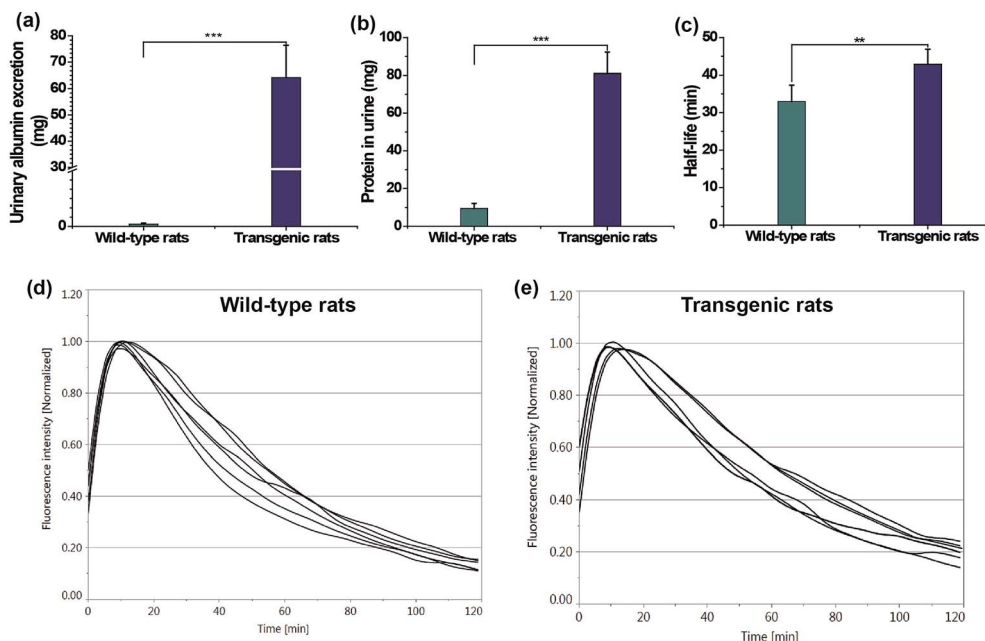 (a)
***
Urinary albumin excretion
(mg)
80
70
60
50
40
30
0
Wild-type rats
Transgenic rats
(b)
***
Protein in urine (mg)
100
80
60
40
20
0
Wild-type rats
Transgenic rats
(c)
**
Half-life (min)
50
40
30
20
10
0
Wild-type rats
Transgenic rats
(d)
Wild-type rats
Fluorescence intensity [Normalized]
1.20
1.00
0.80
0.60
0.40
0.20
0.00
0
20
40
60
80
100
120
Time [min]
(e)
Transgenic rats
Fluorescence intensity [Normalized]
1.20
1.00
0.80
0.60
0.40
0.20
0.00
0
20
40
60
80
100
120
Time [min]